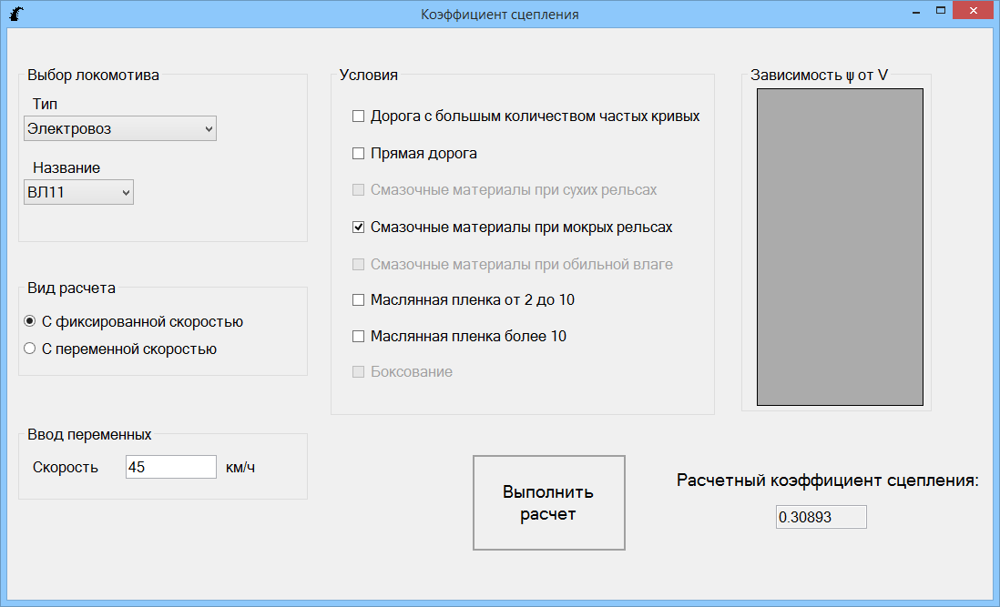 Коэффициент сцепления
Выбор локомотива
Тип
Электровоз
Название
ВЛ11
Вид расчета
С фиксированной скоростью
С переменной скоростью
Ввод переменных
Скорость 45 км/ч
Условия
Дорога с большым количеством частых кривых
Прямая дорога
Смазочные материалы при сухих рельсах
Смазочные материалы при мокрых рельсах
Смазочные материалы при обильной влаге
Маслянная пленка от 2 до 10
Маслянная пленка более 10
Боксование
Выполнить
расчет
Зависимость ψ от V
Расчетный коэффициент сцепления:
0.30893